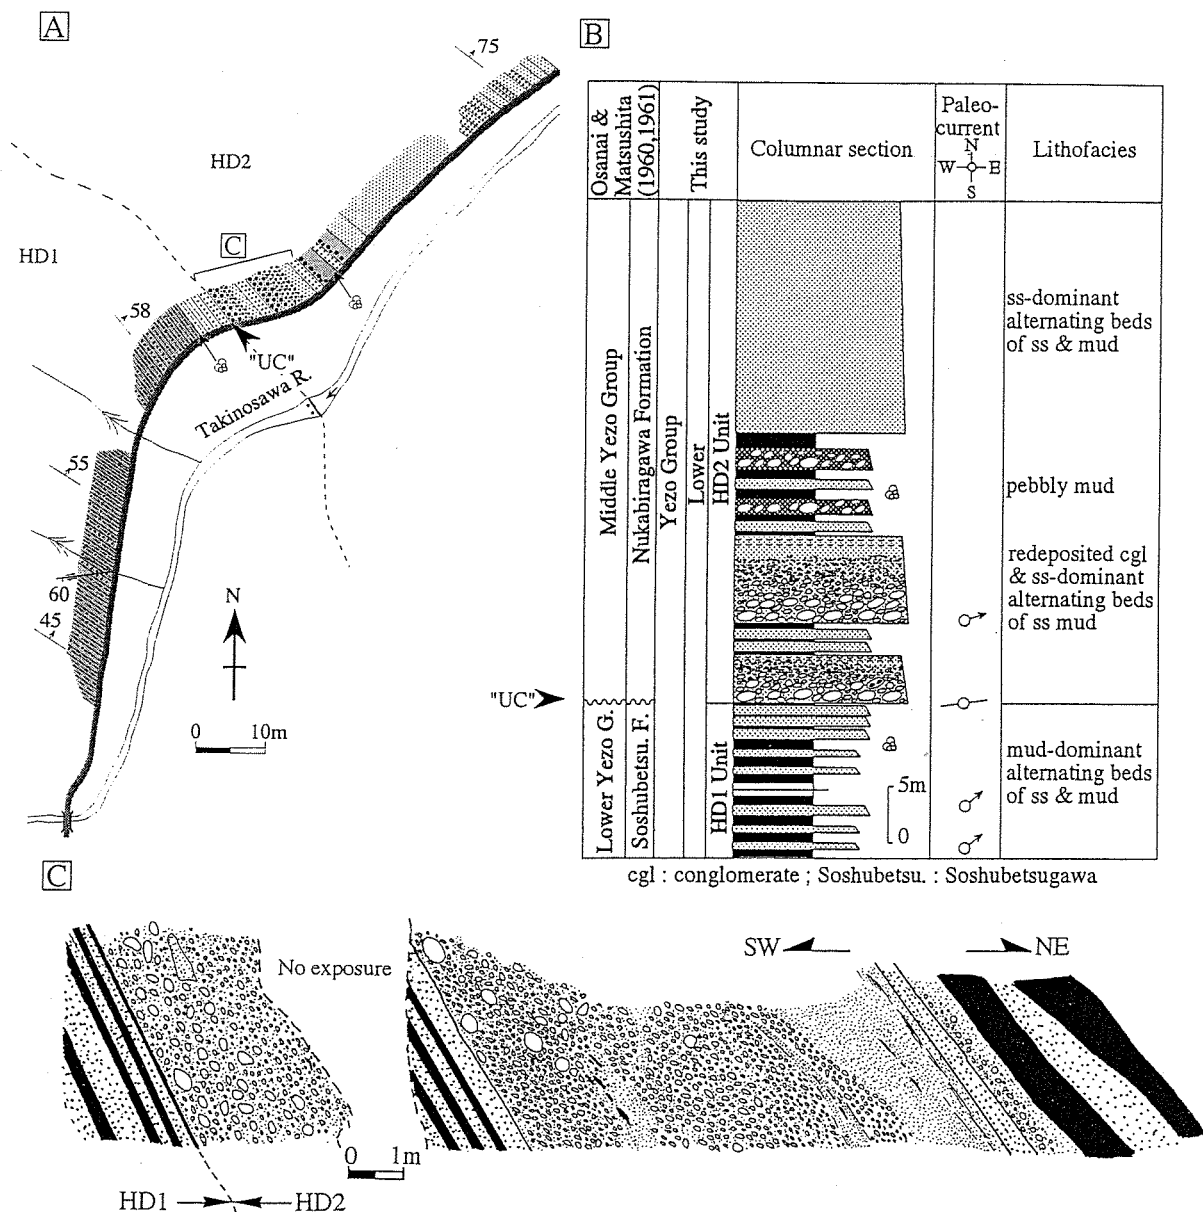 A
75
HD2
HD1
C
58
"UC"
Takinosawa R.
55
60
45
N
0 10m
B
Osanai &
Matsushita
(1960,1961)
This study
Columnar section
Paleo-
current
N
W E
S
Lithofacies
Middle Yezo Group
Nukabiragawa Formation
Yezo Group
Lower
HD2 Unit
ss-dominant
alternating beds
of ss & mud
pebbly mud
redeposited cgl
& ss-dominant
alternating beds
of ss mud
"UC"
Lower Yezo G.
Soshubetsu. F.
HD1 Unit
5m
0
mud-dominant
alternating beds
of ss & mud
cgl : conglomerate ; Soshubetsu. : Soshubetsugawa
C
No exposure
SW NE
0 1m
HD1 HD2